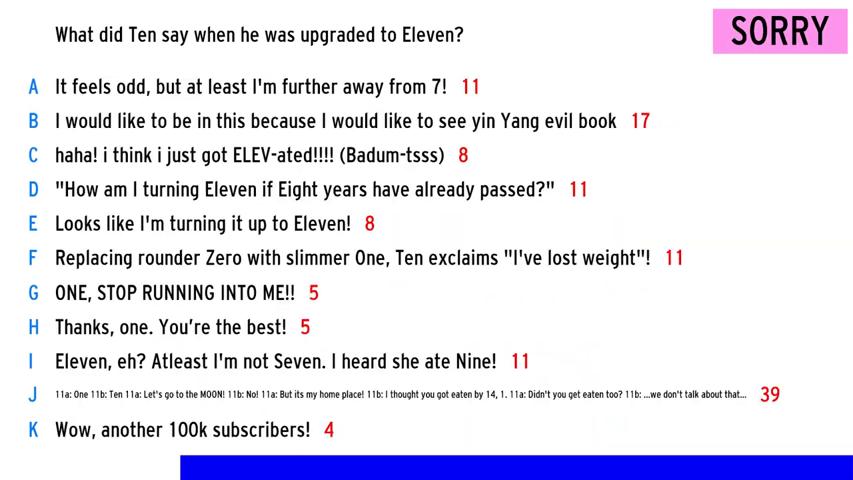 What did Ten say when he was upgraded to Eleven?
SORRY
A It feels odd, but at least I'm further away from 7! 11
B I would like to be in this because I would like to see yin Yang evil book 17
C haha! i think i just got ELEV-ated!!!! (Badum-tsss) 8
D "How am I turning Eleven if Eight years have already passed?" 11
E Looks like I'm turning it up to Eleven! 8
F Replacing rounder Zero with slimmer One, Ten exclaims "I've lost weight"! 11
G ONE, STOP RUNNING INTO ME!! 5
H Thanks, one. You're the best! 5
I Eleven, eh? Atleast I'm not Seven. I heard she ate Nine! 11
J 11a: One 11b: Ten 11a: Let's go to the MOON! 11b: No! 11a: But its my home place! 11b: I thought you got eaten by 14, 1. 11a: Didn't you get eaten too? 11b: ...we don't talk about that... 39
K Wow, another 100k subscribers! 4